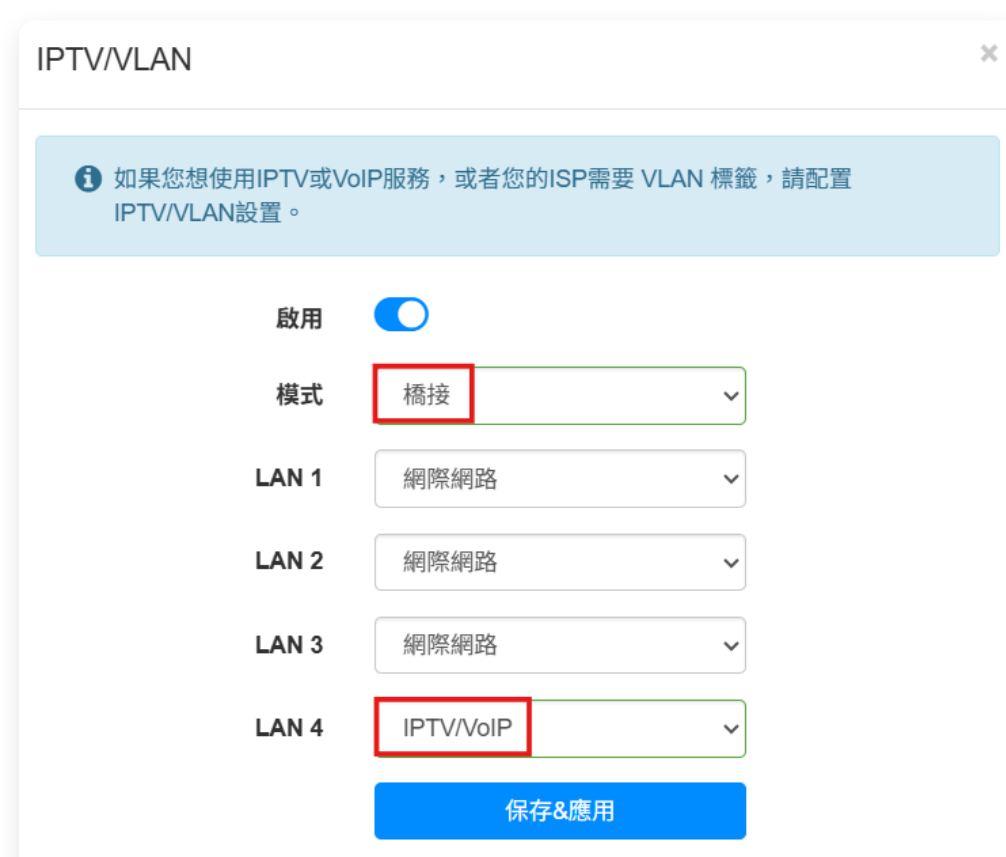 IPTV/VLAN
×
如果您想使用IPTV或VoIP服務，或者您的ISP需要 VLAN 標籤，請配置
IPTV/VLAN設置。
啟用
模式 橋接
LAN 1 網際網路
LAN 2 網際網路
LAN 3 網際網路
LAN 4 IPTV/VoIP
保存&應用